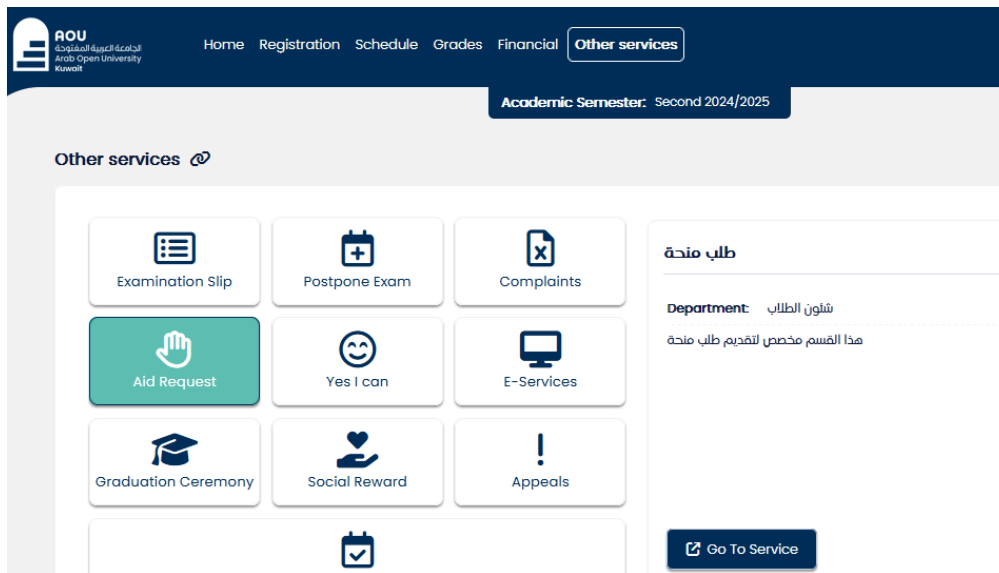 AOU
الجامعة العربية المفتوحة
Arab Open University
Kuwait
Home Registration Schedule Grades Financial Other services
Academic Semester: Second 2024/2025
Other services
Examination Slip
Postpone Exam
Complaints
Aid Request
Yes I can
E-Services
Graduation Ceremony
Social Reward
Appeals
طلب منحة
Department: شئون الطلاب
هذا القسم مخصص لتقديم طلب منحة
Go To Service